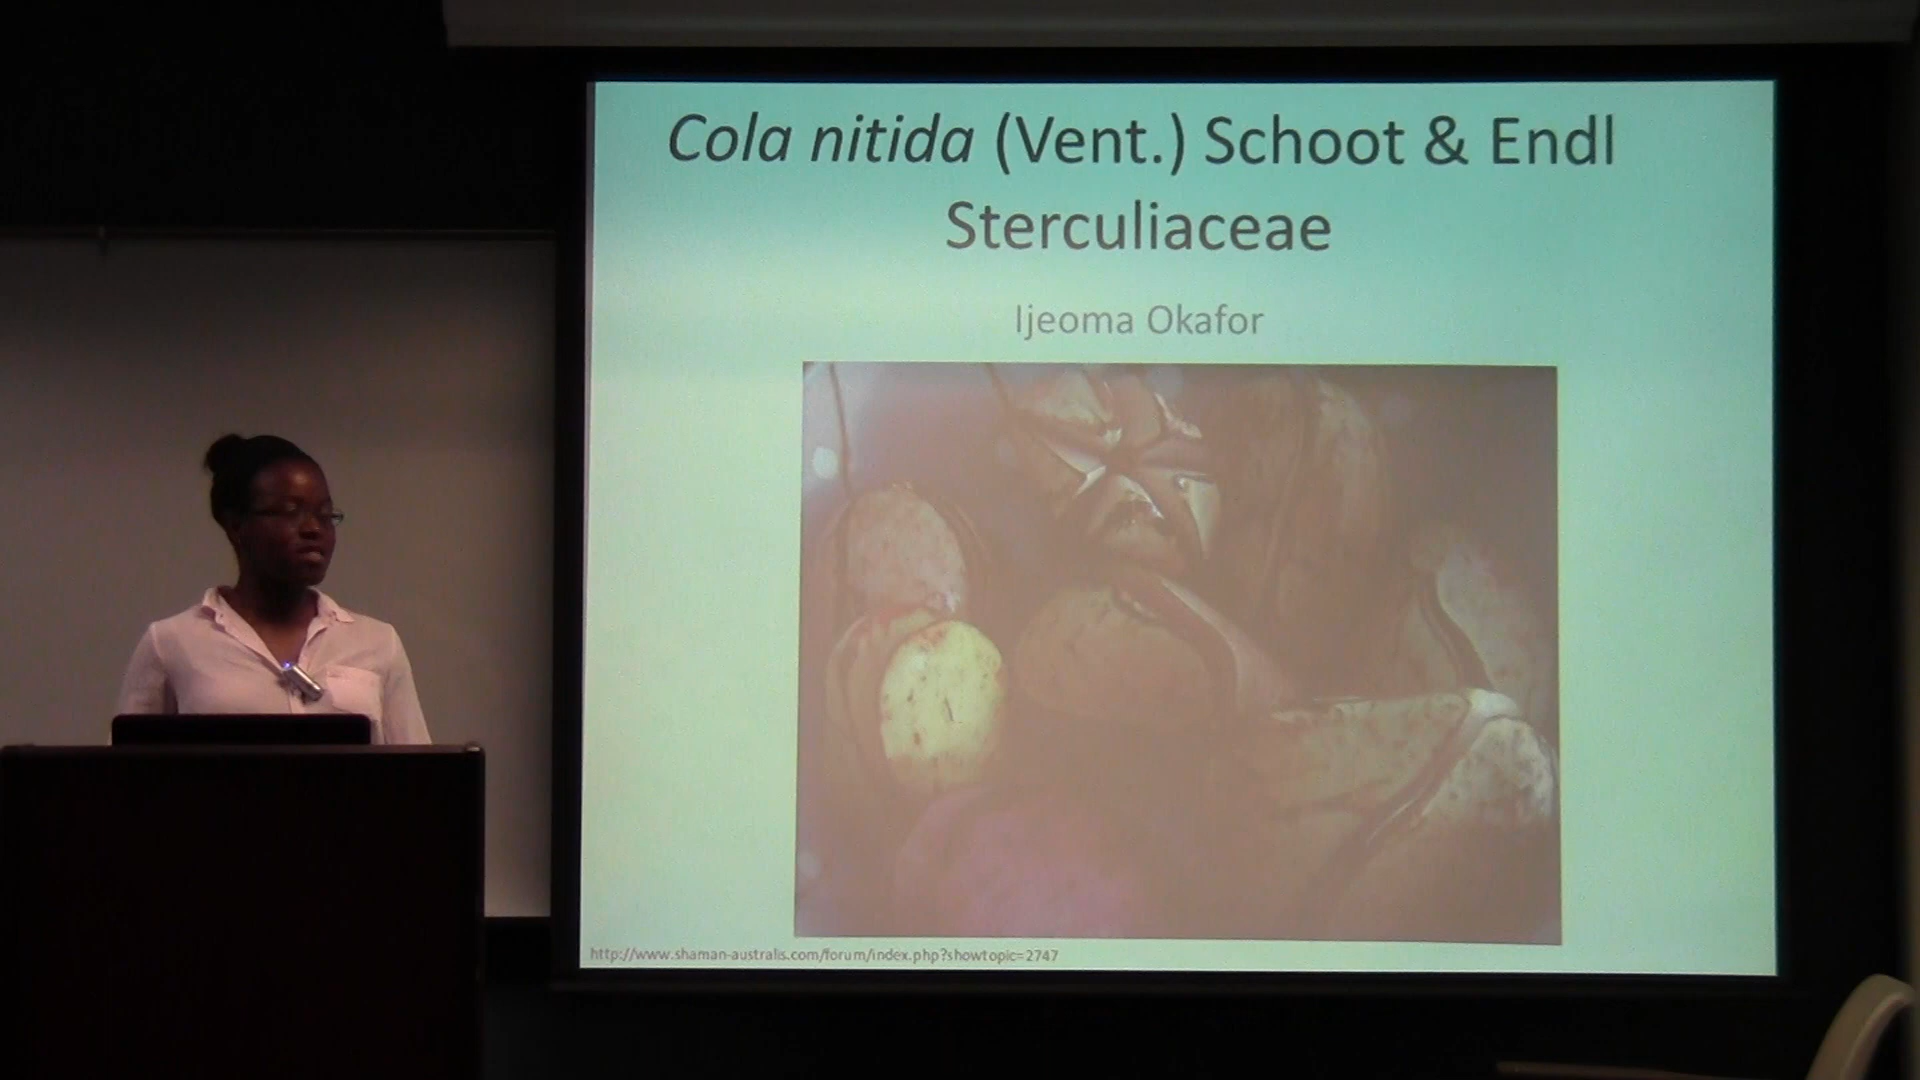 Cola nitida (Vent.) Schoot & Endl
Sterculiaceae
Ijeoma Okafor
http://www.shaman-australis.com/forum/index.php?showtopic=2747